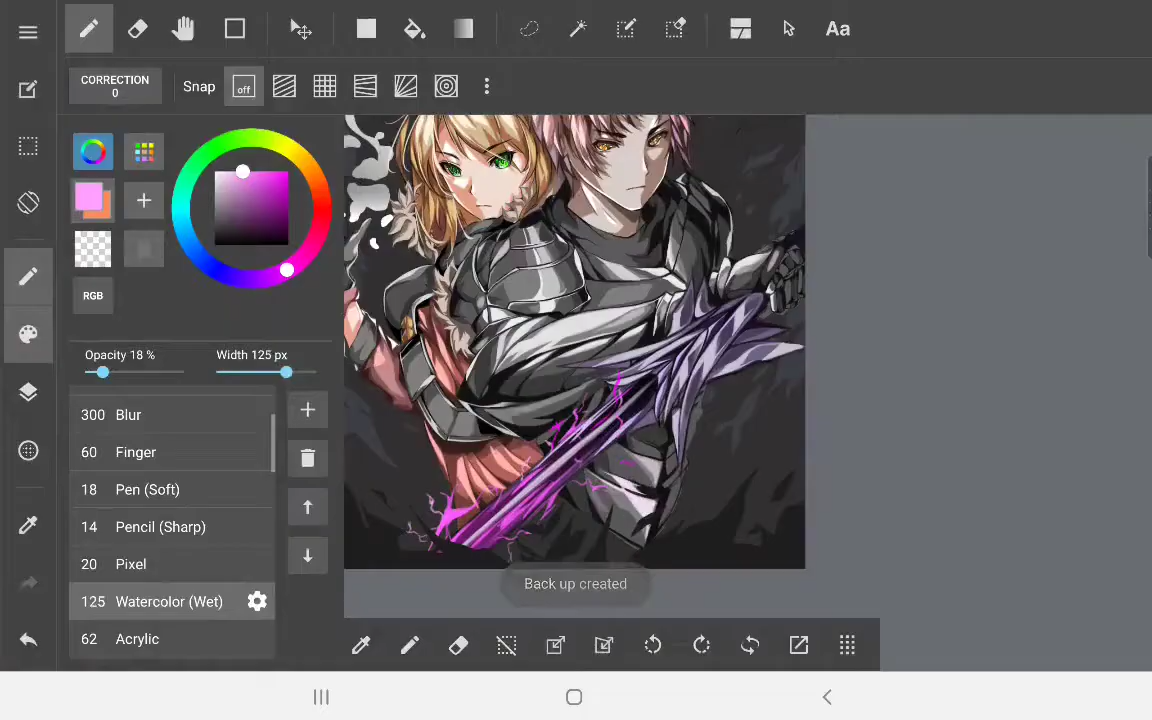 Aa
CORRECTION
0
Snap
off
RGB
Opacity 18 %
Width 125 px
300 Blur
60 Finger
18 Pen (Soft)
14 Pencil (Sharp)
20 Pixel
125 Watercolor (Wet)
62 Acrylic
Back up created